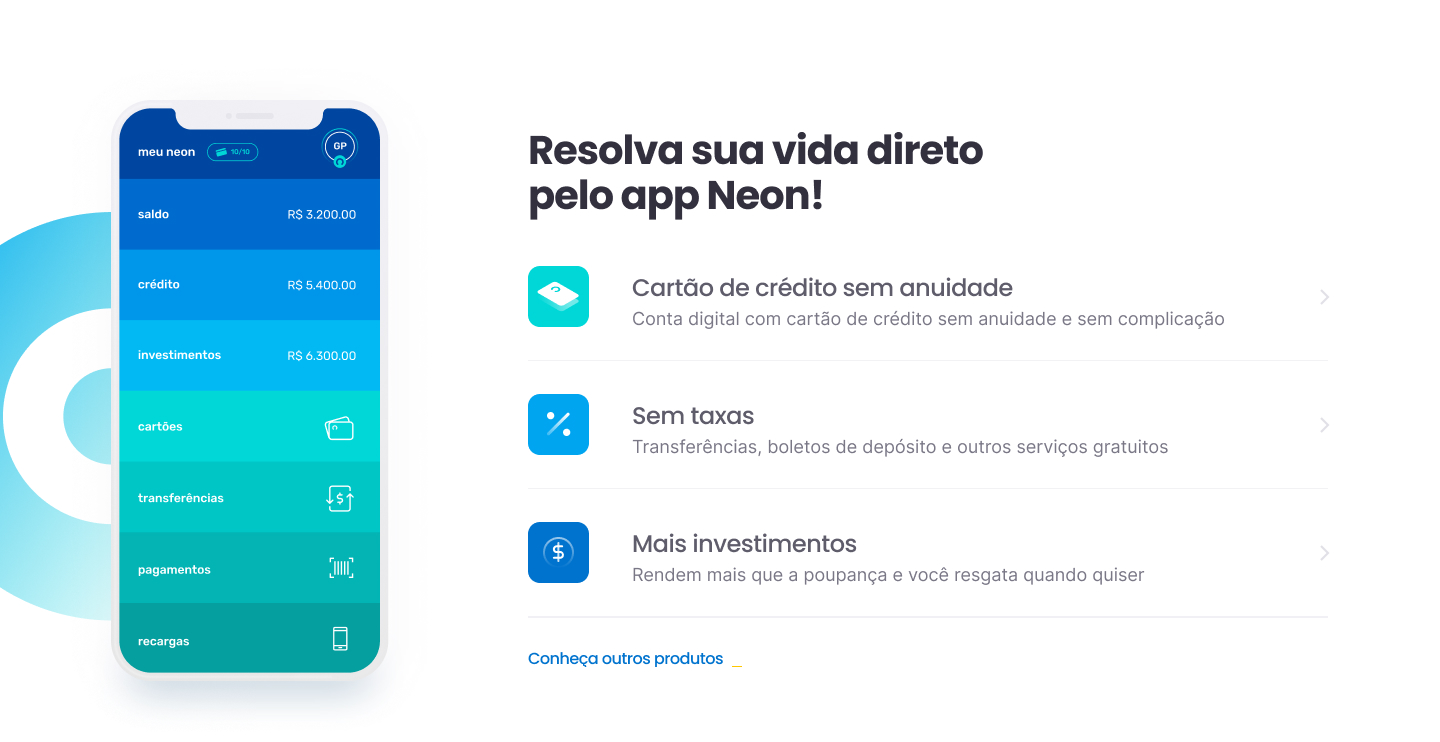 meu neon 10/10 GP
saldo R$ 3.200.00
crédito R$ 5.400.00
investimentos R$ 6.300.00
cartões
transferências
pagamentos
recargas
Resolva sua vida direto
pelo app Neon!
Cartão de crédito sem anuidade
Conta digital com cartão de crédito sem anuidade e sem complicação
Sem taxas
Transferências, boletos de depósito e outros serviços gratuitos
Mais investimentos
Rendem mais que a poupança e você resgata quando quiser
Conheça outros produtos _